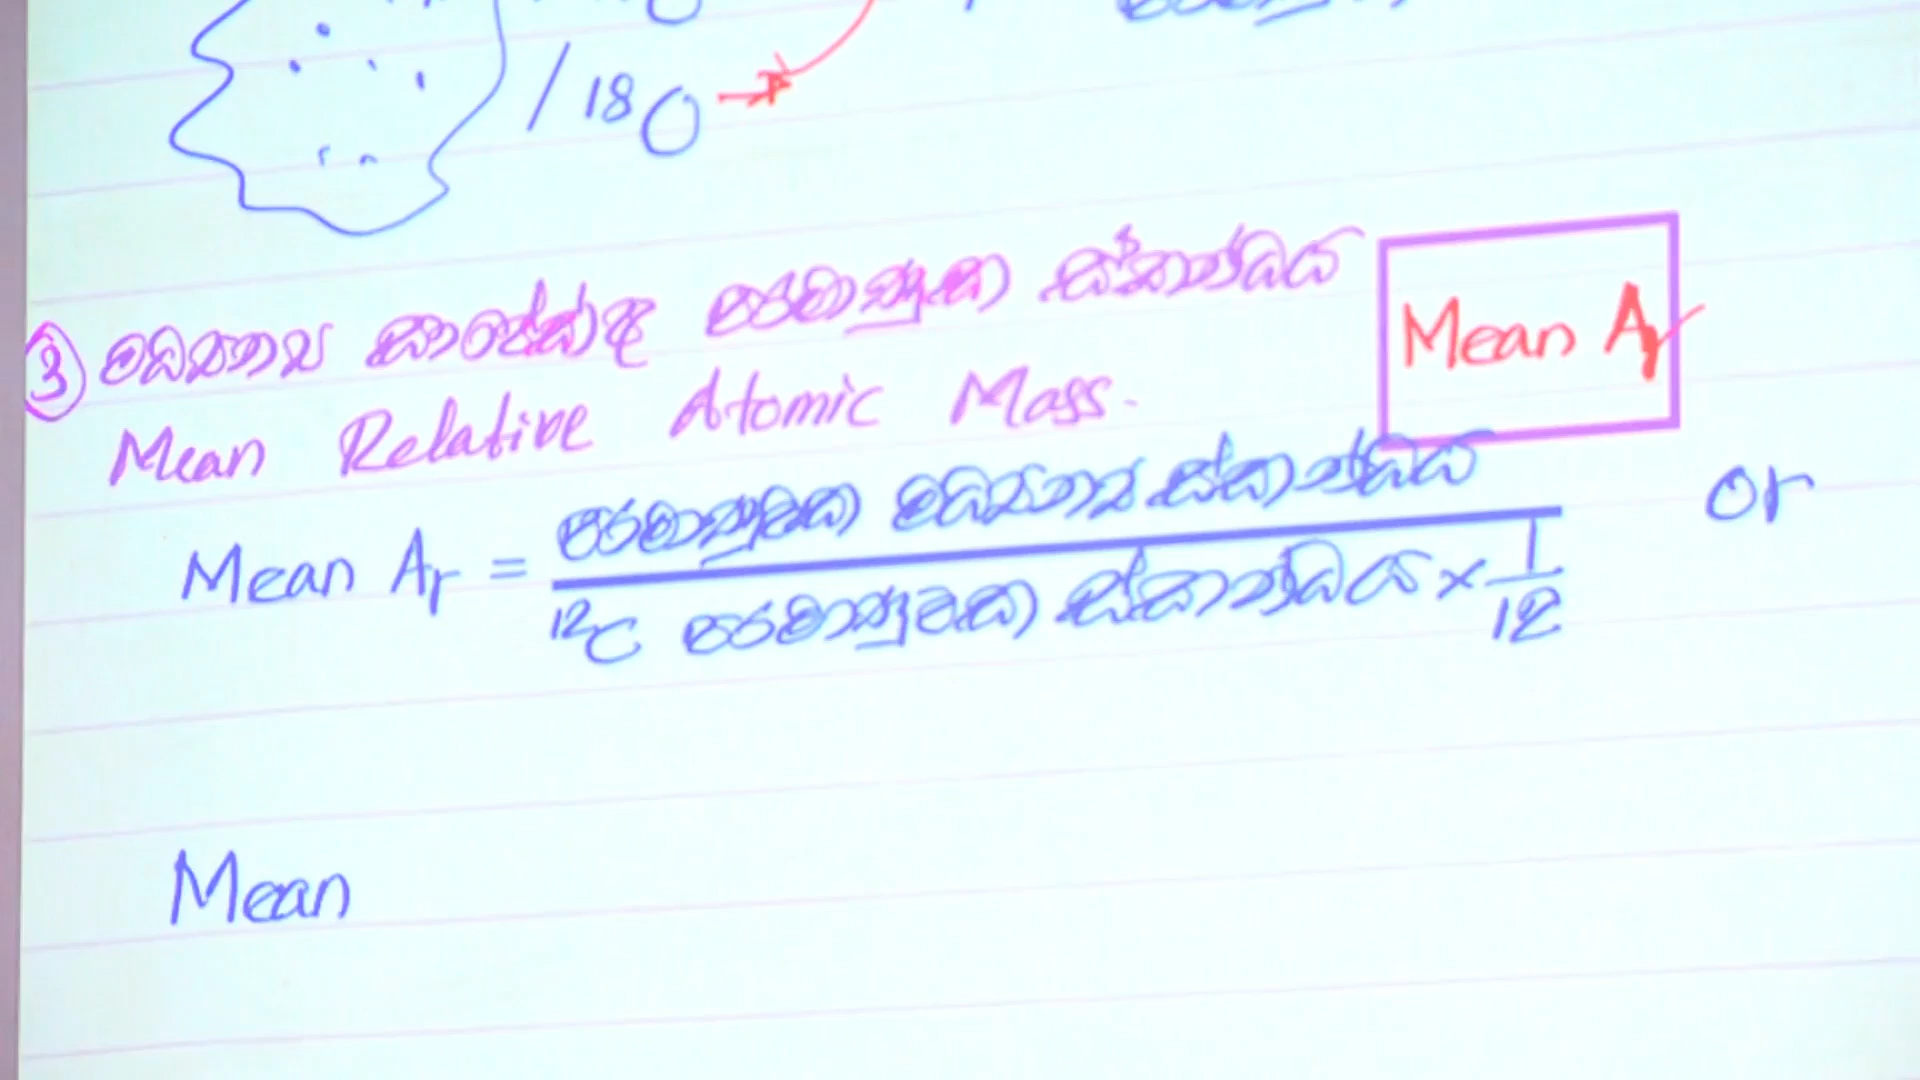 / ¹⁸O
③ මධ්‍යන්‍ය සාපේක්ෂ පරමාණුක ස්කන්ධය
Mean Ar
Mean Relative Atomic Mass.
Mean Ar = පරමාණුවක මධ්‍යන්‍ය ස්කන්ධය / ¹²C පරමාණුවක ස්කන්ධය × 1/12 or
Mean